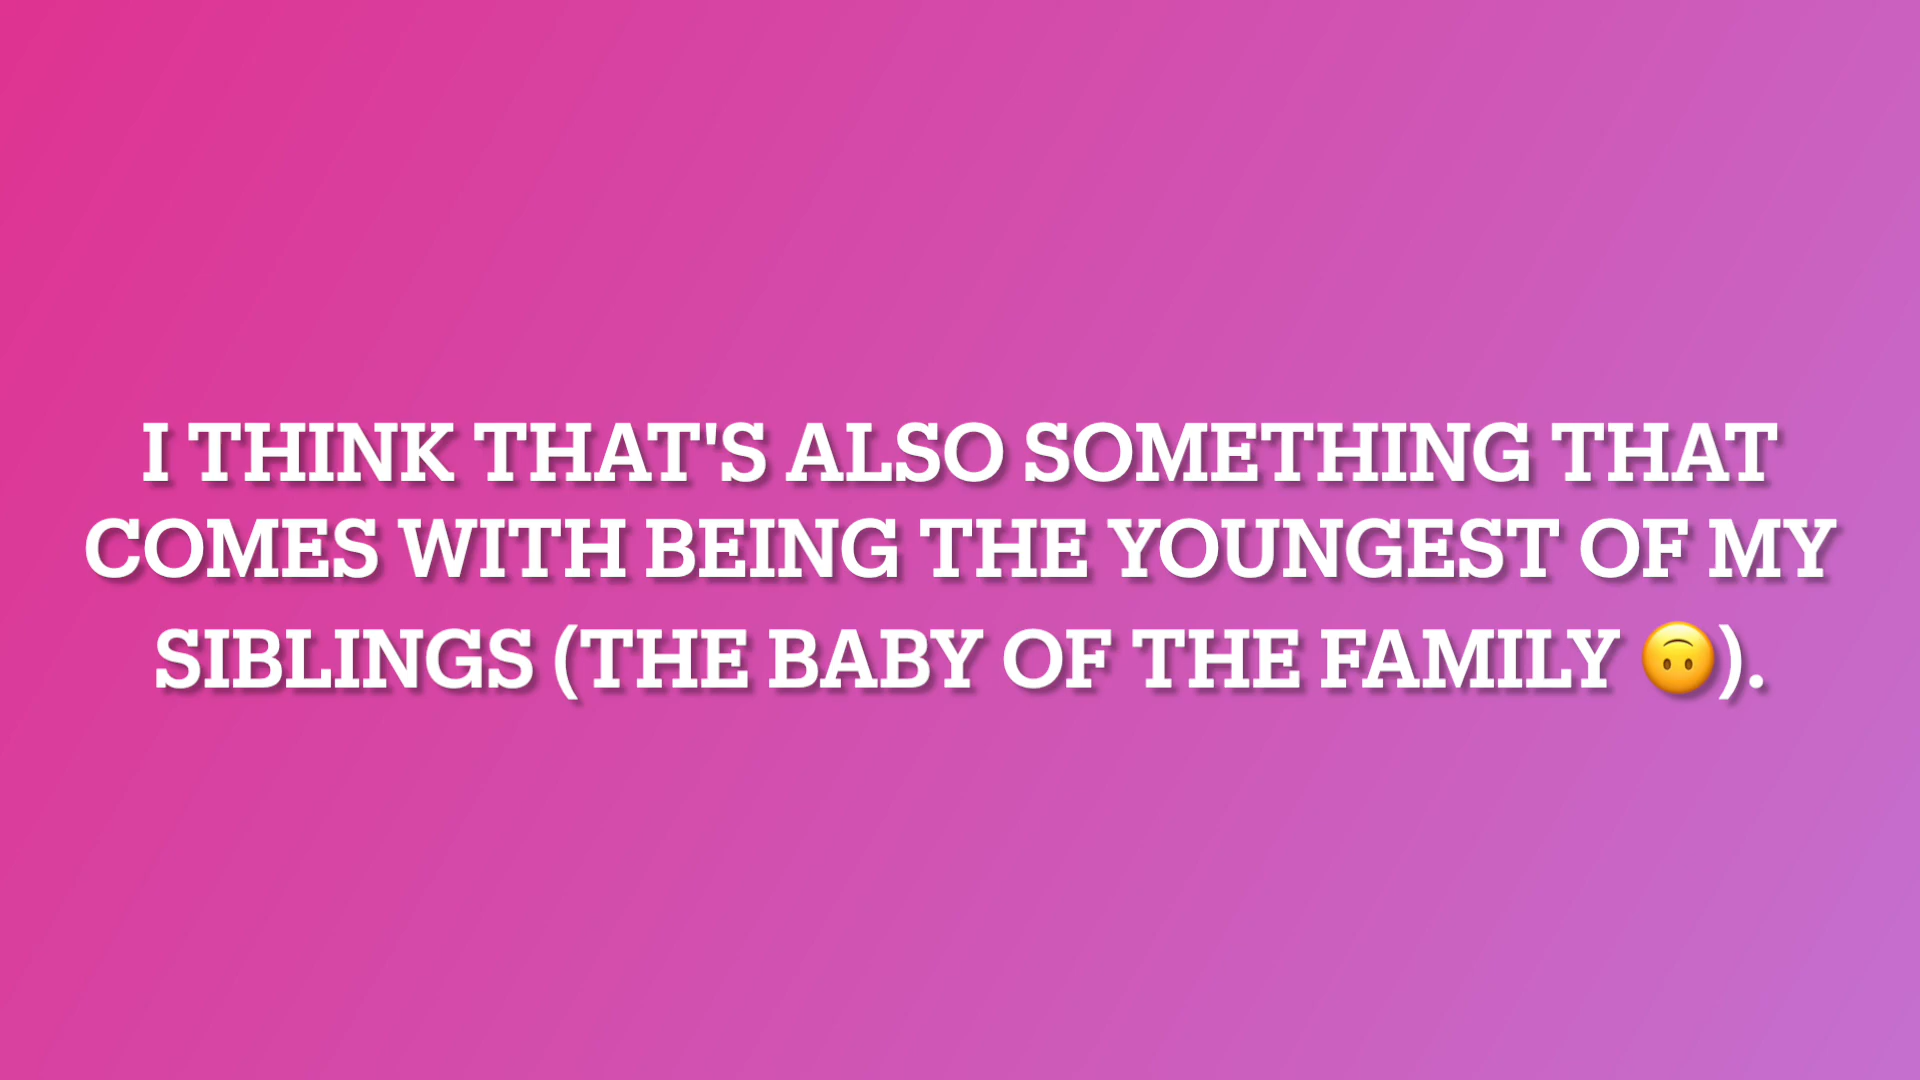 I THINK THAT'S ALSO SOMETHING THAT
COMES WITH BEING THE YOUNGEST OF MY
SIBLINGS (THE BABY OF THE FAMILY 🙃).